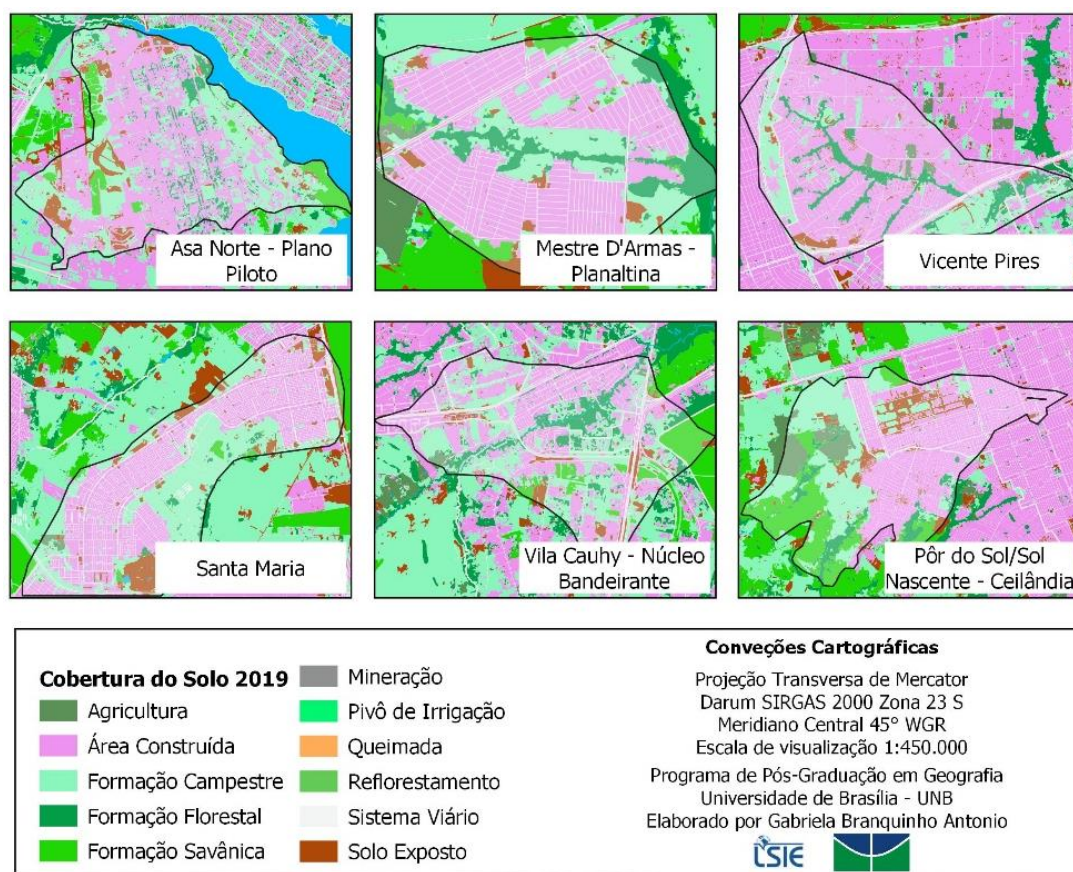 Asa Norte - Plano
Piloto
Mestre D'Armas -
Planaltina
Vicente Pires
Santa Maria
Vila Cauhy - Núcleo
Bandeirante
Pôr do Sol/Sol
Nascente - Ceilândia
Cobertura do Solo 2019
Agricultura
Área Construída
Formação Campestre
Formação Florestal
Formação Savânica
Mineração
Pivô de Irrigação
Queimada
Reflorestamento
Sistema Viário
Solo Exposto
Conveções Cartográficas
Projeção Transversa de Mercator
Darum SIRGAS 2000 Zona 23 S
Meridiano Central 45° WGR
Escala de visualização 1:450.000
Programa de Pós-Graduação em Geografia
Universidade de Brasília - UNB
Elaborado por Gabriela Branquinho Antonio
LSIE